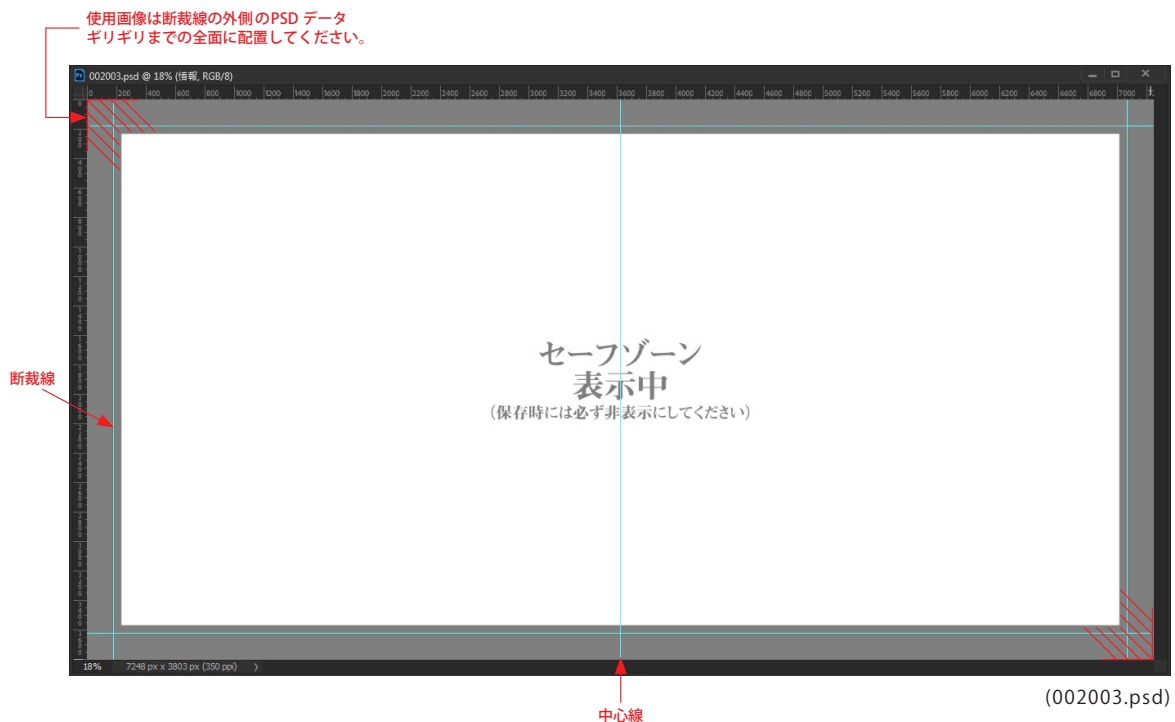 使用画像は断裁線の外側のPSD データ
ギリギリまでの全面に配置してください。
002003.psd @ 18% (情報, RGB/8)
0 200 400 600 800 1000 1200 1400 1600 1800 2000 2200 2400 2600 2800 3000 3200 3400 3600 3800 4000 4200 4400 4600 4800 5000 5200 5400 5600 5800 6000 6200 6400 6600 6800 7000
セーフゾーン
表示中
(保存時には必ず非表示にしてください)
断裁線
18% 7248 px x 3803 px (350 ppi)
(002003.psd)
中心線